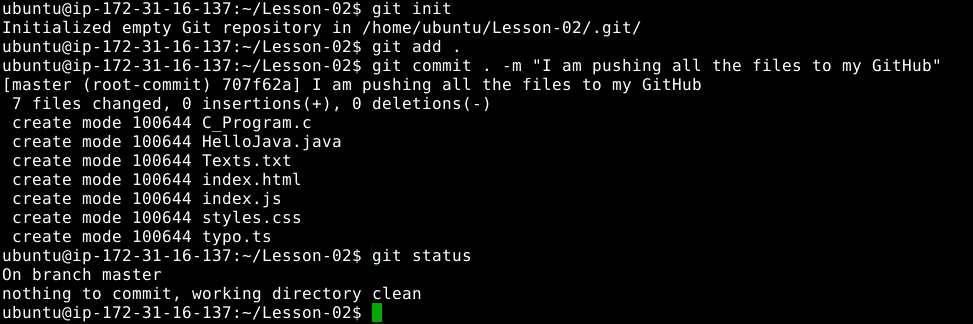 ubuntu@ip-172-31-16-137:~/Lesson-02$ git init
Initialized empty Git repository in /home/ubuntu/Lesson-02/.git/
ubuntu@ip-172-31-16-137:~/Lesson-02$ git add .
ubuntu@ip-172-31-16-137:~/Lesson-02$ git commit . -m "I am pushing all the files to my GitHub"
[master (root-commit) 707f62a] I am pushing all the files to my GitHub
 7 files changed, 0 insertions(+), 0 deletions(-)
 create mode 100644 C_Program.c
 create mode 100644 HelloJava.java
 create mode 100644 Texts.txt
 create mode 100644 index.html
 create mode 100644 index.js
 create mode 100644 styles.css
 create mode 100644 typo.ts
ubuntu@ip-172-31-16-137:~/Lesson-02$ git status
On branch master
nothing to commit, working directory clean
ubuntu@ip-172-31-16-137:~/Lesson-02$